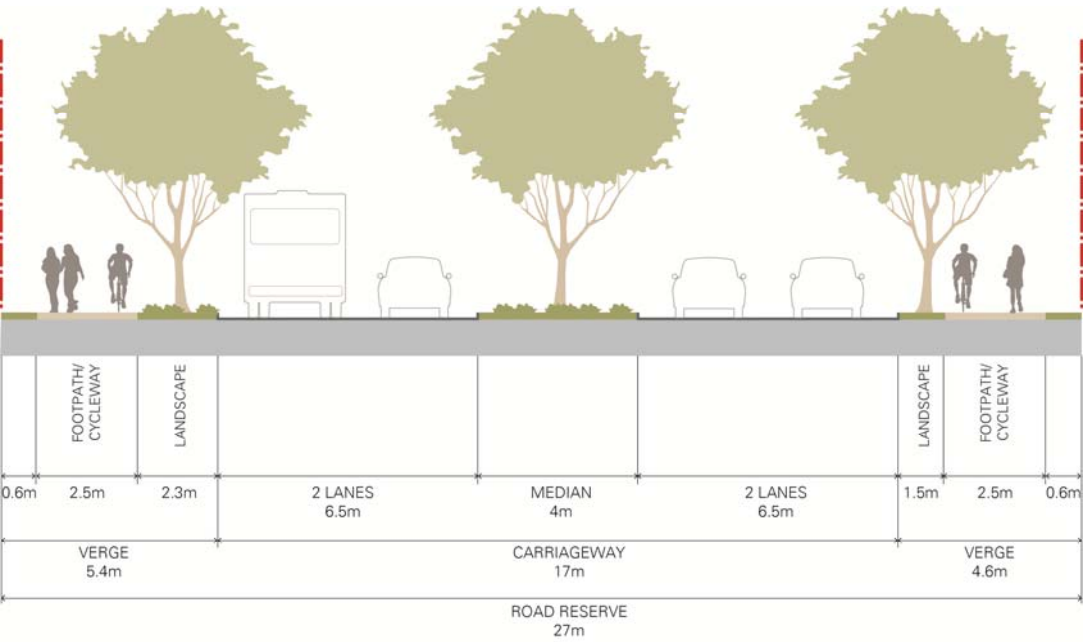 FOOTPATH/
CYCLEWAY
LANDSCAPE
LANDSCAPE
FOOTPATH/
CYCLEWAY
0.6m
2.5m
2.3m
2 LANES
6.5m
MEDIAN
4m
2 LANES
6.5m
1.5m
2.5m
0.6m
VERGE
5.4m
CARRIAGEWAY
17m
VERGE
4.6m
ROAD RESERVE
27m